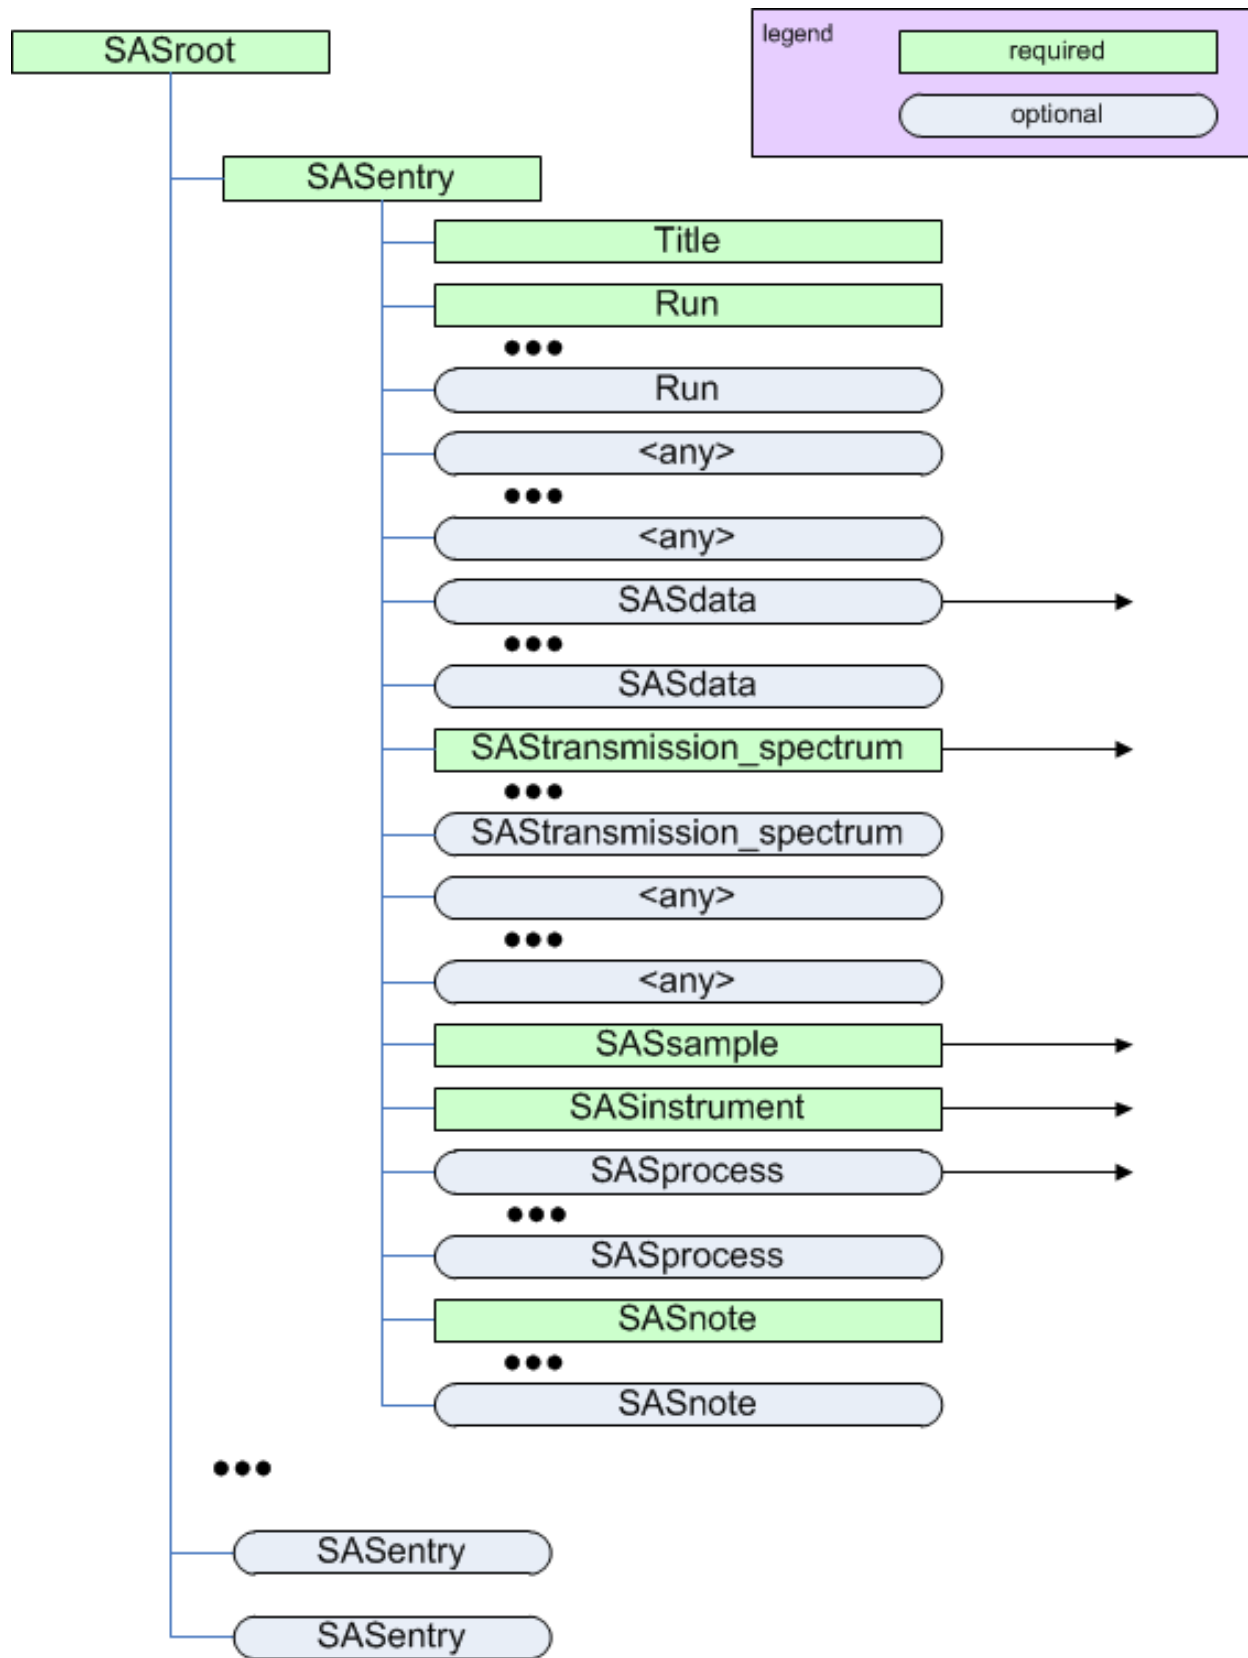 SASroot
legend
required
optional
SASentry
Title
Run
•••
Run
<any>
•••
<any>
SASdata
•••
SASdata
SAStransmission_spectrum
•••
SAStransmission_spectrum
<any>
•••
<any>
SASsample
SASinstrument
SASprocess
•••
SASprocess
SASnote
•••
SASnote
•••
SASentry
SASentry